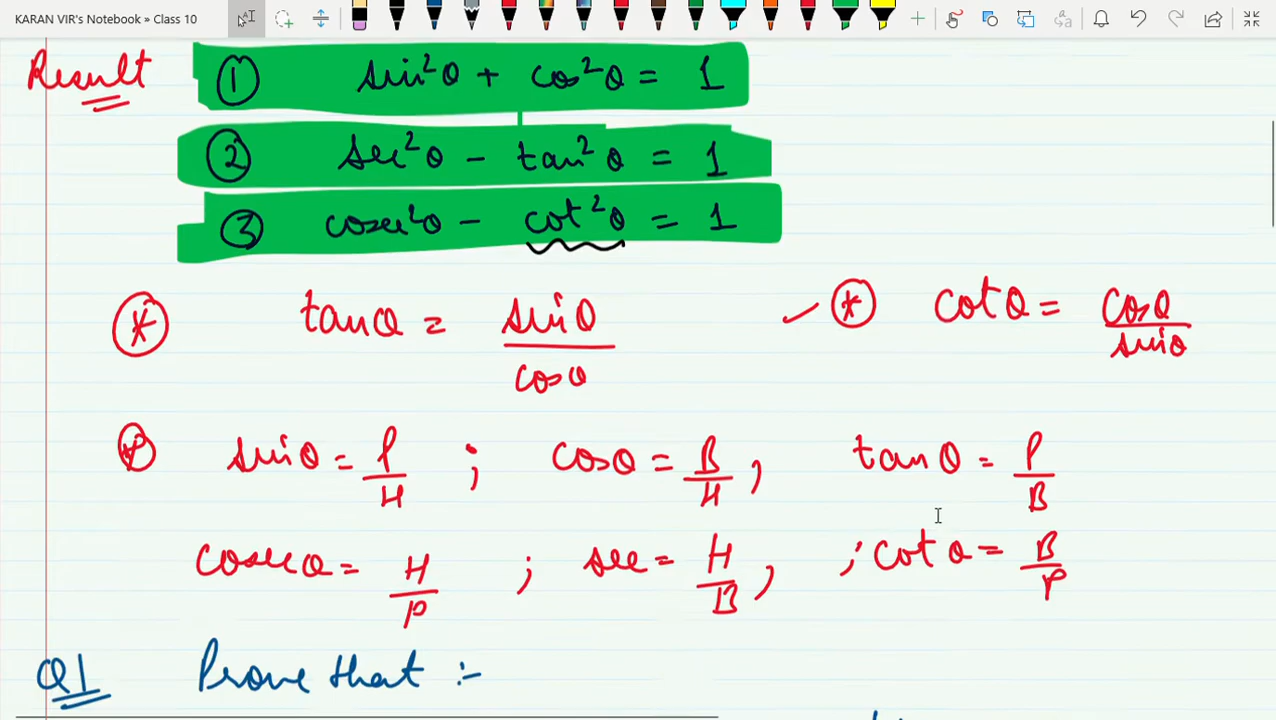 KARAN VIR's Notebook » Class 10
Result ① sin²θ + cos²θ = 1
② sec²θ – tan²θ = 1
③ cosec²θ – cot²θ = 1
* tanθ = sinθ/cosθ ✓ * cotθ = cosθ/sinθ
* sinθ = P/H ; cosθ = B/H , tanθ = P/B
cosecθ = H/P ; sec = H/B , ; cotθ = B/P
Q1 Prove that :-